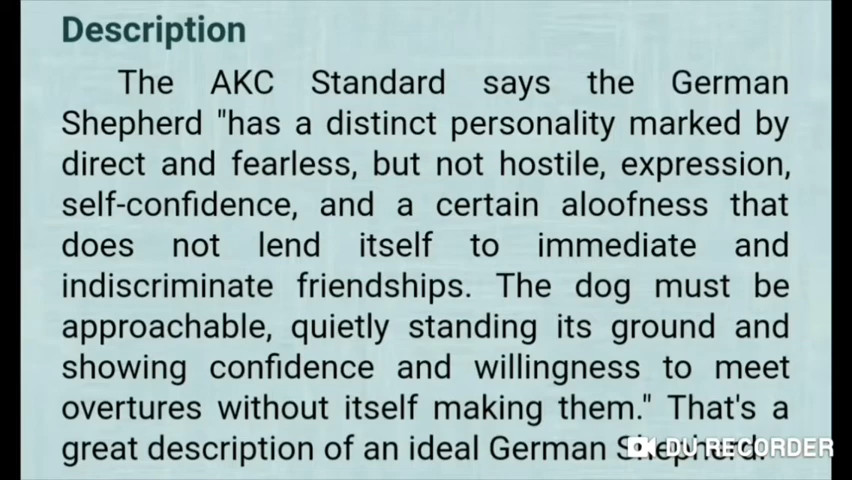 Description
The AKC Standard says the German
Shepherd "has a distinct personality marked by
direct and fearless, but not hostile, expression,
self-confidence, and a certain aloofness that
does not lend itself to immediate and
indiscriminate friendships. The dog must be
approachable, quietly standing its ground and
showing confidence and willingness to meet
overtures without itself making them." That's a
great description of an ideal German Shepherd.
DU RECORDER